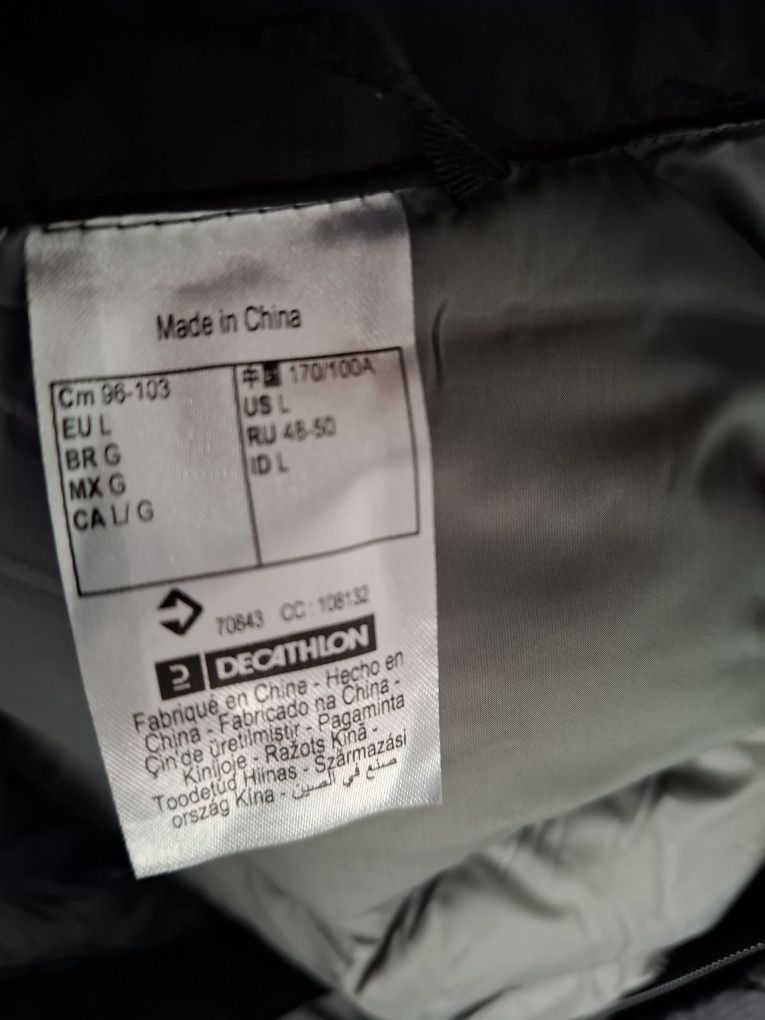 Made in China
Cm 96-103
EU L
BR G
MX G
CA L/ G
中国 170/100A
US L
RU 48-50
ID L
70843 CC : 108132
DECATHLON
Fabriqué en Chine - Hecho en
China - Fabricado na China -
Çin'de üretilmiştir - Pagaminta
Kinijoje - Ražots Ķīnā -
Toodetud Hiinas - Származási
ország Kína - صنع في الصين